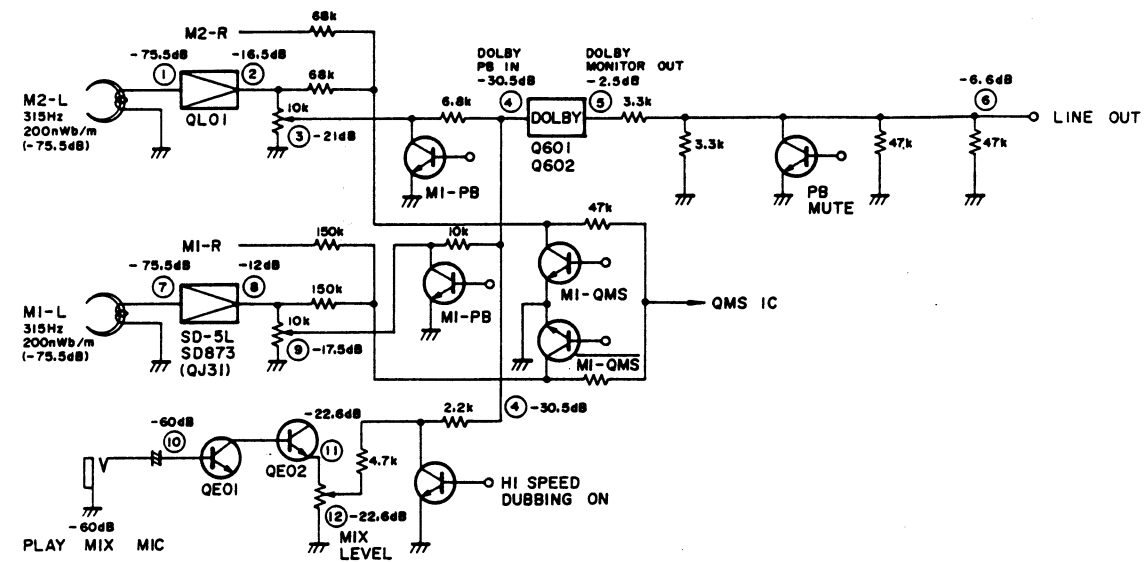 M2-R
68k
-75.5dB
1
-16.5dB
2
68k
M2-L
315Hz
200nWb/m
(-75.5dB)
QL01
10k
3 -21dB
6.8k
DOLBY
PB IN
-30.5dB
4
DOLBY
DOLBY
MONITOR OUT
-2.5dB
5
Q601
Q602
3.3k
3.3k
M1-PB
PB
MUTE
47k
-6.6dB
6
47k
LINE OUT
M1-R
150k
10k
47k
-75.5dB
7
-12dB
8
150k
M1-L
315Hz
200nWb/m
(-75.5dB)
SD-5L
SD873
(QJ31)
10k
9 -17.5dB
M1-PB
M1-QMS
M1-QMS
QMS IC
4 -30.5dB
2.2k
-60dB
10
QE01
-22.6dB
QE02
11
4.7k
12 -22.6dB
MIX
LEVEL
HI SPEED
DUBBING ON
-60dB
PLAY MIX MIC